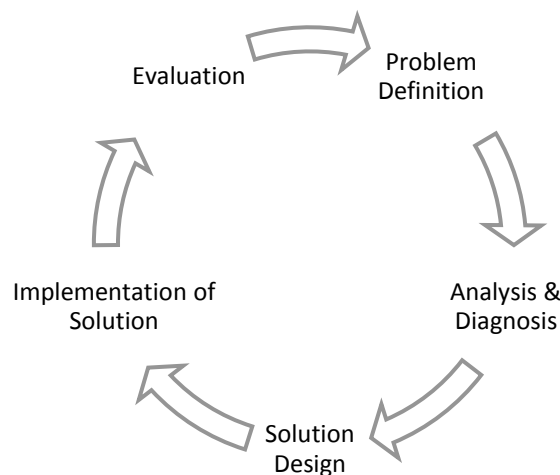 Evaluation
Problem
Definition
Analysis &
Diagnosis
Solution
Design
Implementation of
Solution